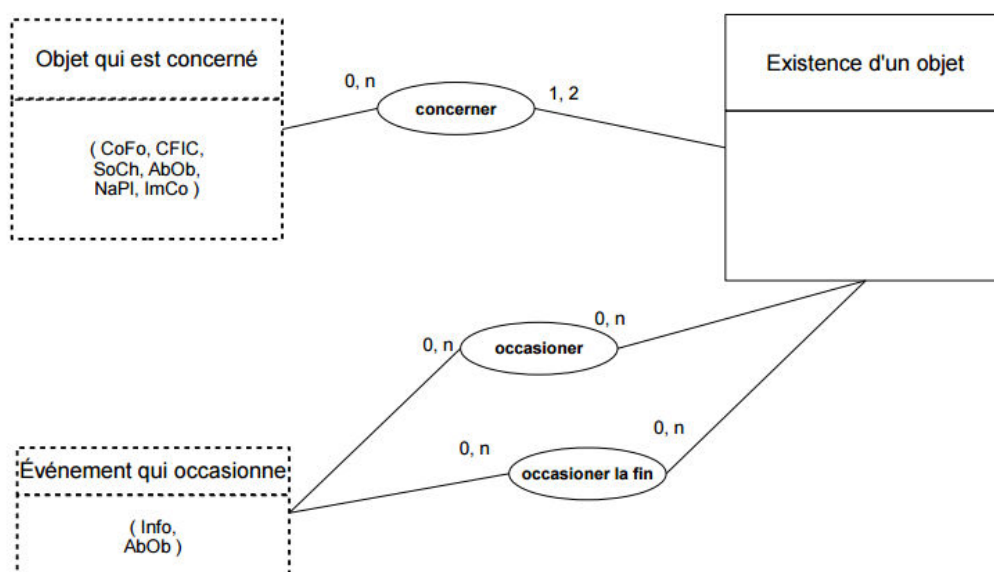 Objet qui est concerné
( CoFo, CFIC,
SoCh, AbOb,
NaPl, ImCo )
0, n
concerner
1, 2
Existence d'un objet
0, n
occasioner
0, n
0, n
occasioner la fin
0, n
Événement qui occasionne
( Info,
AbOb )